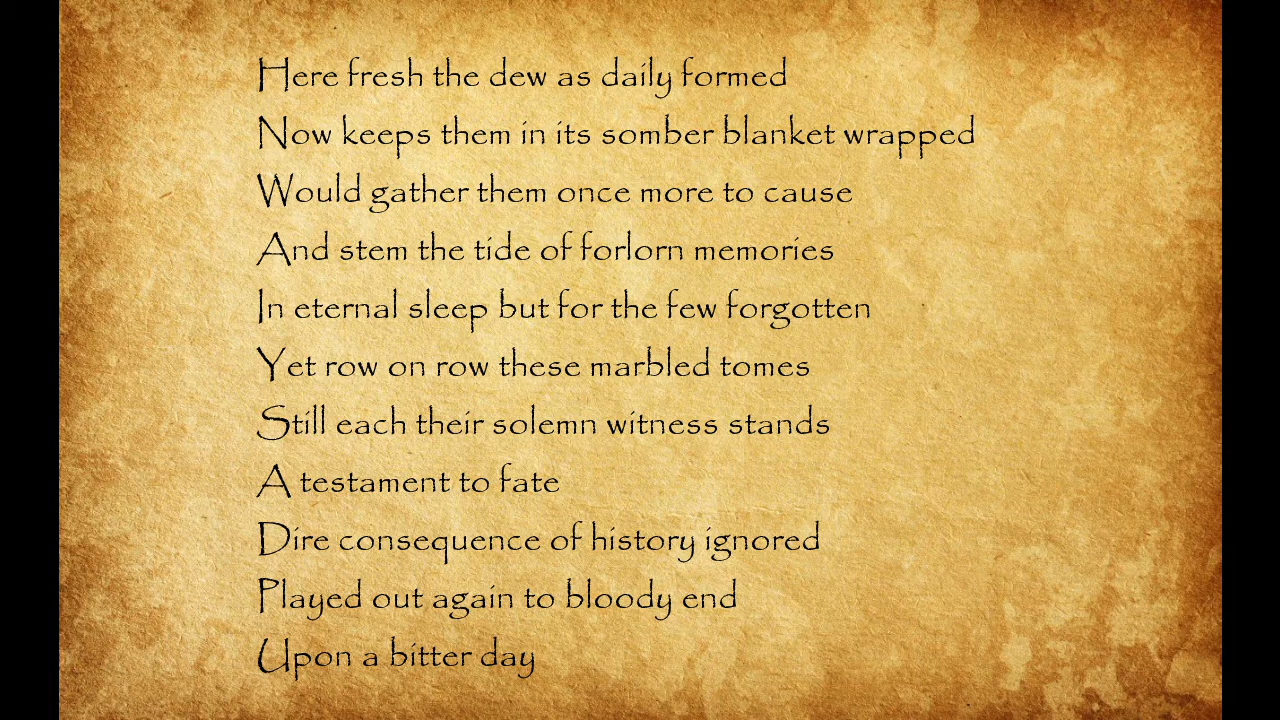 Here fresh the dew as daily formed
Now keeps them in its somber blanket wrapped
Would gather them once more to cause
And stem the tide of forlorn memories
In eternal sleep but for the few forgotten
Yet row on row these marbled tomes
Still each their solemn witness stands
A testament to fate
Dire consequence of history ignored
Played out again to bloody end
Upon a bitter day